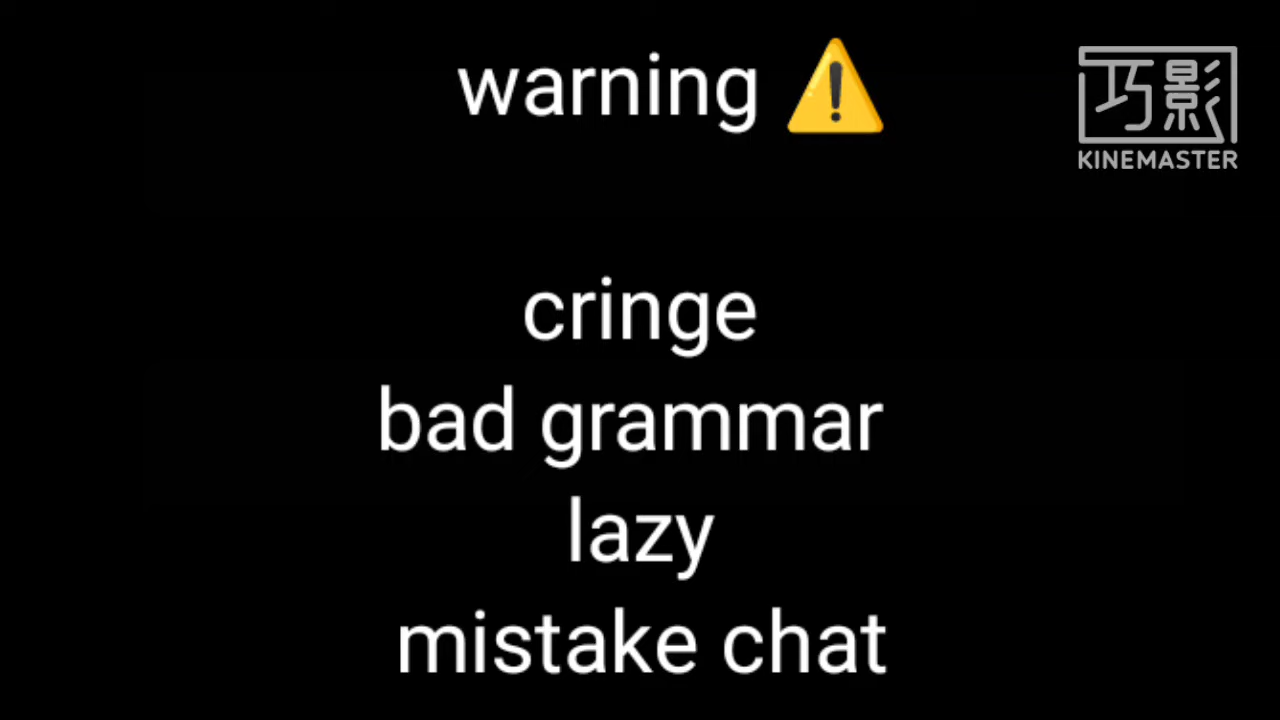 warning ⚠️
巧影
KINEMASTER
cringe
bad grammar
lazy
mistake chat